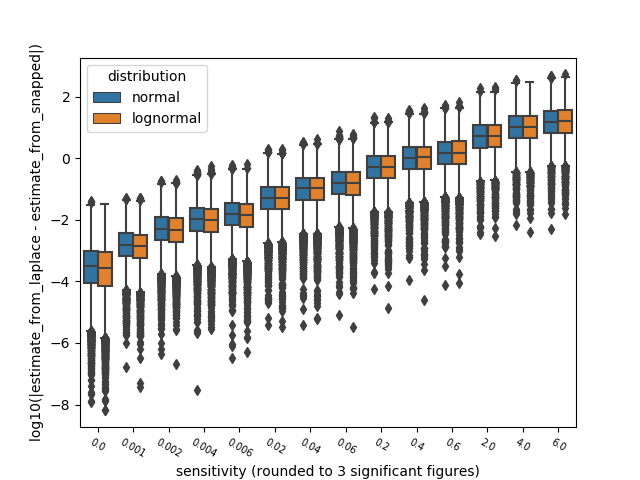 distribution
normal
lognormal
log10(|estimate_from_laplace - estimate_from_snapped|)
2
0
−2
−4
−6
−8
0.0 0.001 0.002 0.004 0.006 0.02 0.04 0.06 0.2 0.4 0.6 2.0 4.0 6.0
sensitivity (rounded to 3 significant figures)